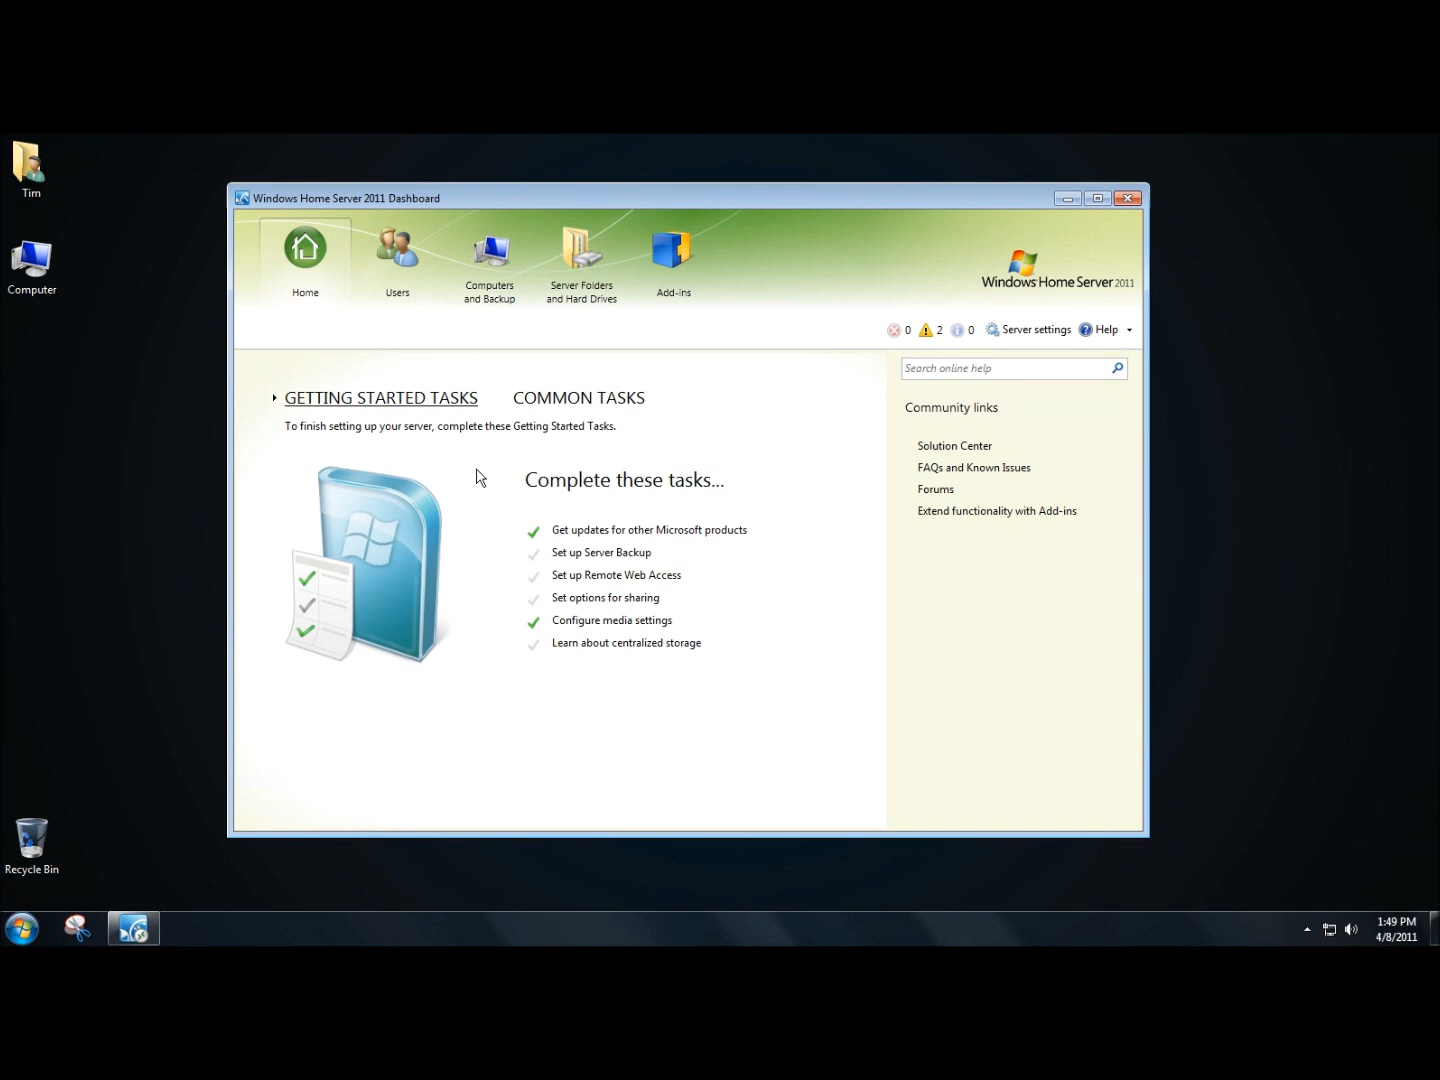 Tim
Computer
Recycle Bin
Windows Home Server 2011 Dashboard
Home
Users
Computers
and Backup
Server Folders
and Hard Drives
Add-ins
Windows Home Server 2011
0 2 0 Server settings Help
Search online help
GETTING STARTED TASKS COMMON TASKS
To finish setting up your server, complete these Getting Started Tasks.
Complete these tasks...
Get updates for other Microsoft products
Set up Server Backup
Set up Remote Web Access
Set options for sharing
Configure media settings
Learn about centralized storage
Community links
Solution Center
FAQs and Known Issues
Forums
Extend functionality with Add-ins
1:49 PM
4/8/2011